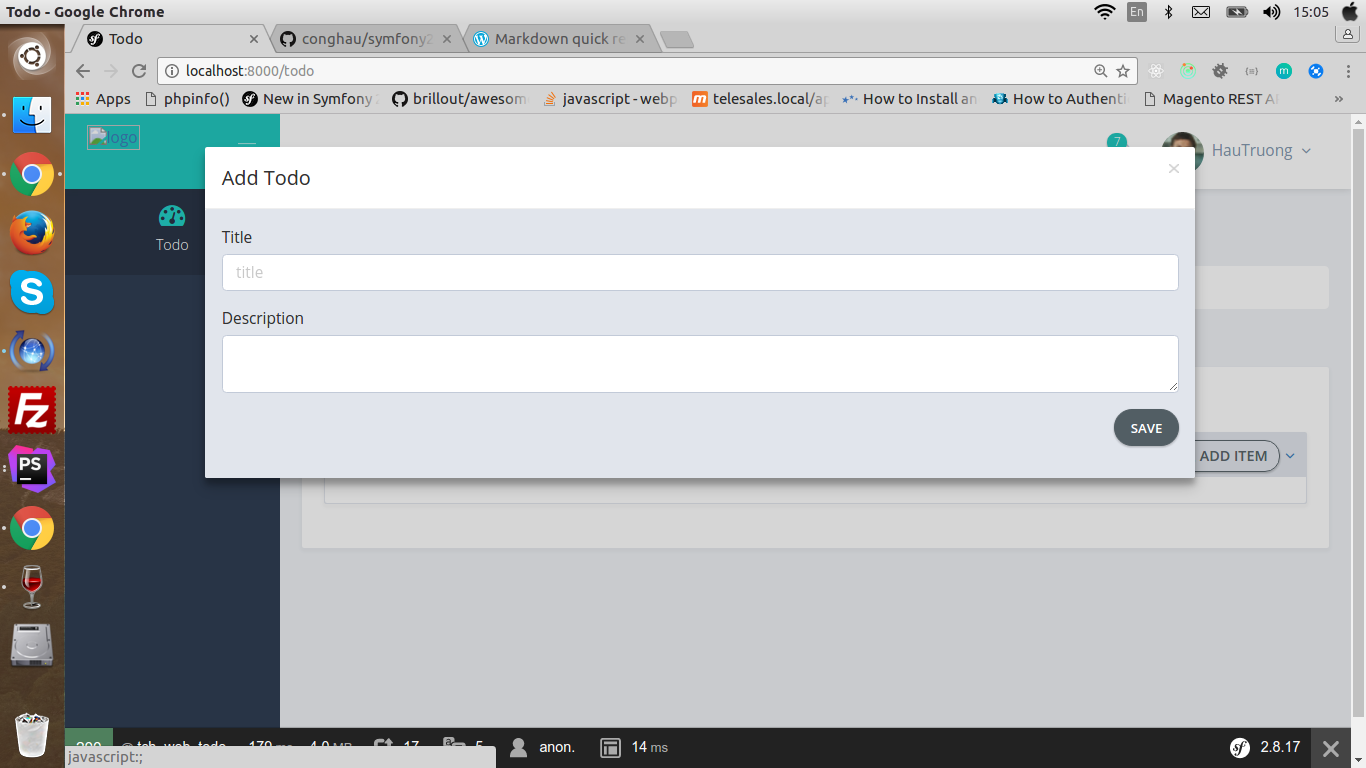 Todo - Google Chrome
En
15:05
Todo
conghau/symfony2
Markdown quick re
localhost:8000/todo
Apps
phpinfo()
New in Symfony
brillout/awesom
javascript - webp
telesales.local/ap
How to Install an
How to Authenti
Magento REST A
logo
7
HauTruong
Todo
Add Todo
×
Title
title
Description
SAVE
ADD ITEM
200
@ tch_web_todo
179 ms
4.0 MB
17
5
anon.
14 ms
2.8.17
javascript:;